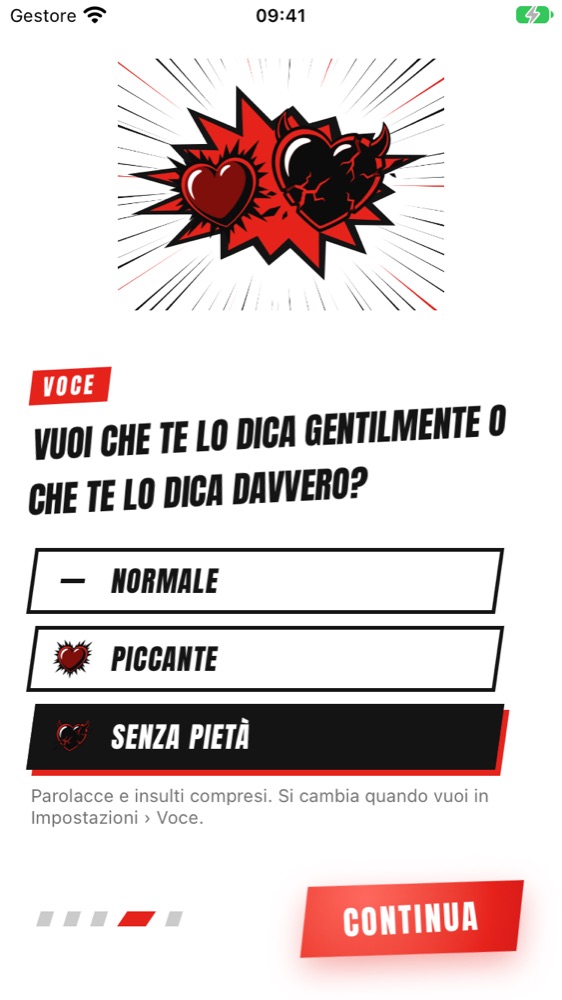 Gestore 09:41
VOCE
VUOI CHE TE LO DICA GENTILMENTE O
CHE TE LO DICA DAVVERO?
NORMALE
PICCANTE
SENZA PIETÀ
Parolacce e insulti compresi. Si cambia quando vuoi in
Impostazioni › Voce.
CONTINUA